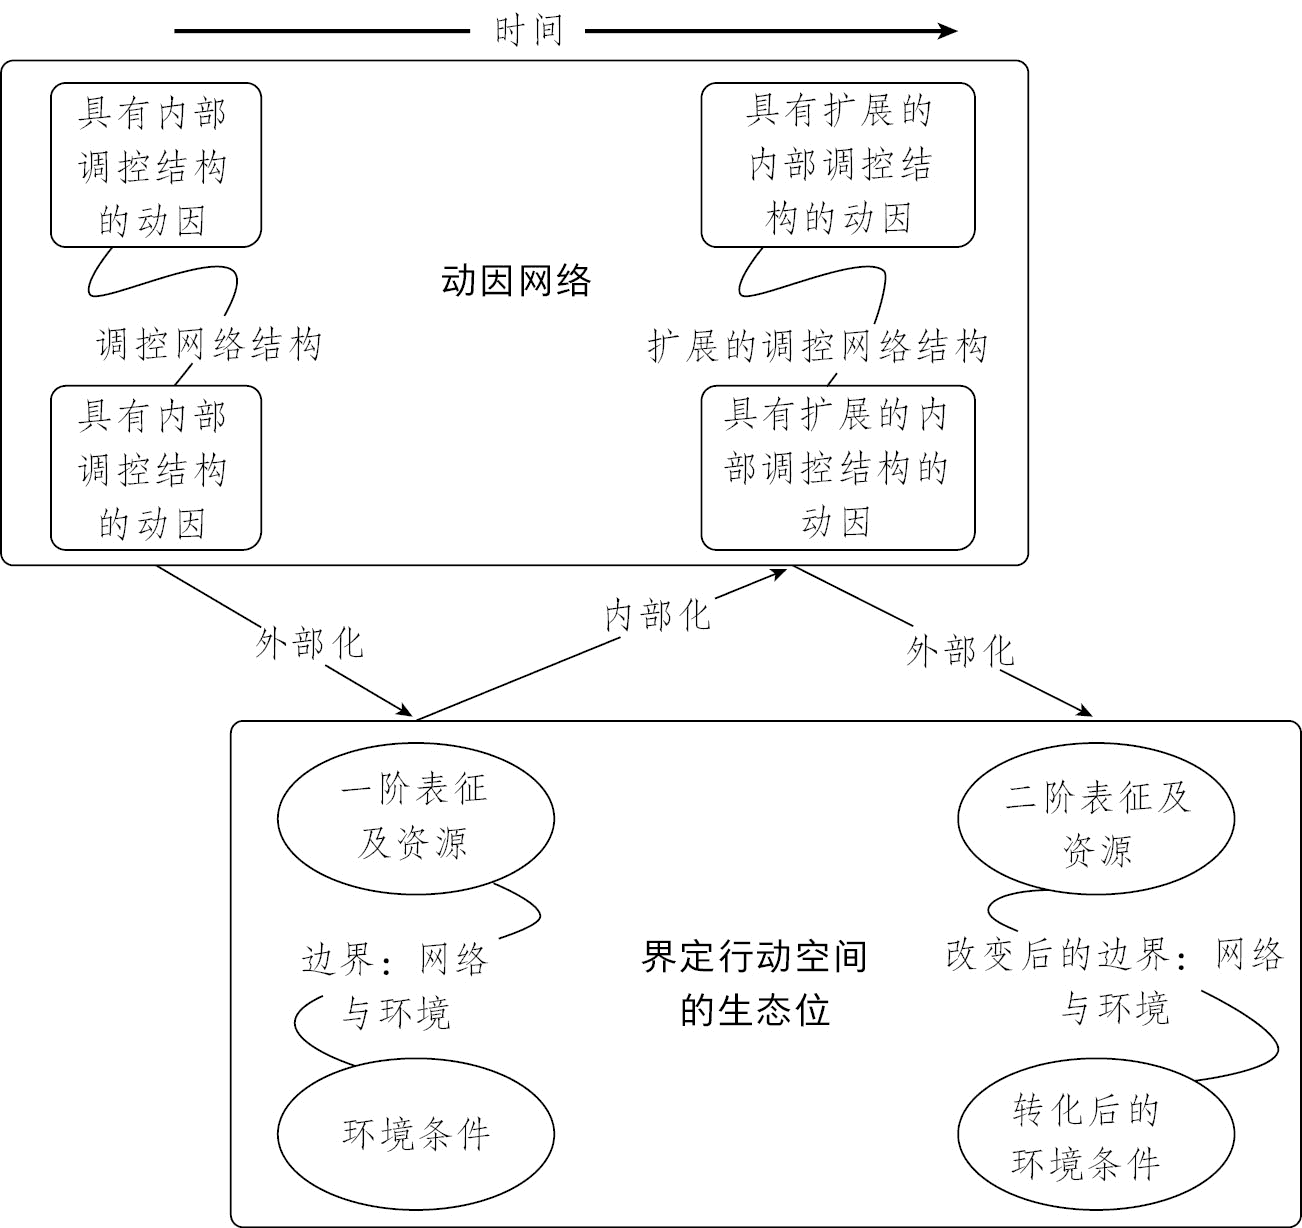 时间
具有内部
调控结构
的动因
具有扩展的
内部调控结
构的动因
动因网络
调控网络结构
扩展的调控网络结构
具有内部
调控结构
的动因
具有扩展的内
部调控结构的
动因
外部化
内部化
外部化
一阶表征
及资源
二阶表征及
资源
边界：网络
与环境
界定行动空间
的生态位
改变后的边界：网络
与环境
环境条件
转化后的
环境条件